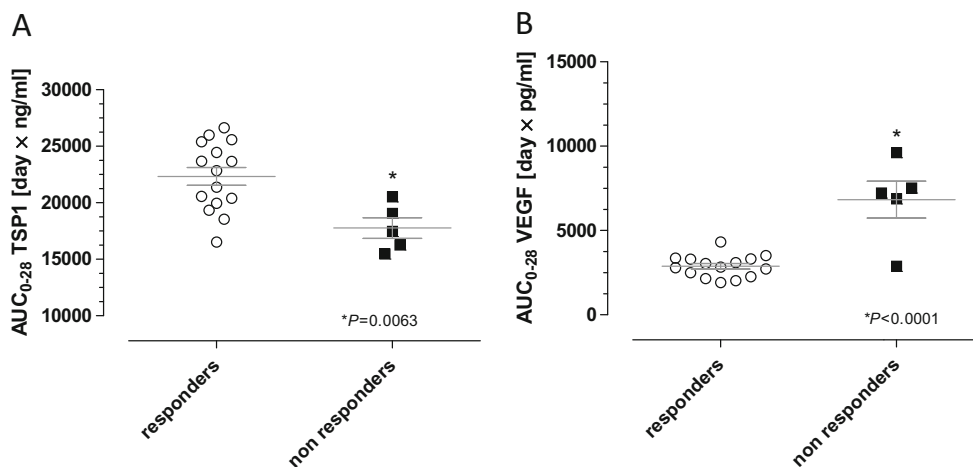 A
AUC0-28 TSP1 [day × ng/ml]
30000
25000
20000
15000
10000
*
*P=0.0063
responders
non responders
B
AUC0-28 VEGF [day × pg/ml]
15000
10000
5000
0
*
*P<0.0001
responders
non responders